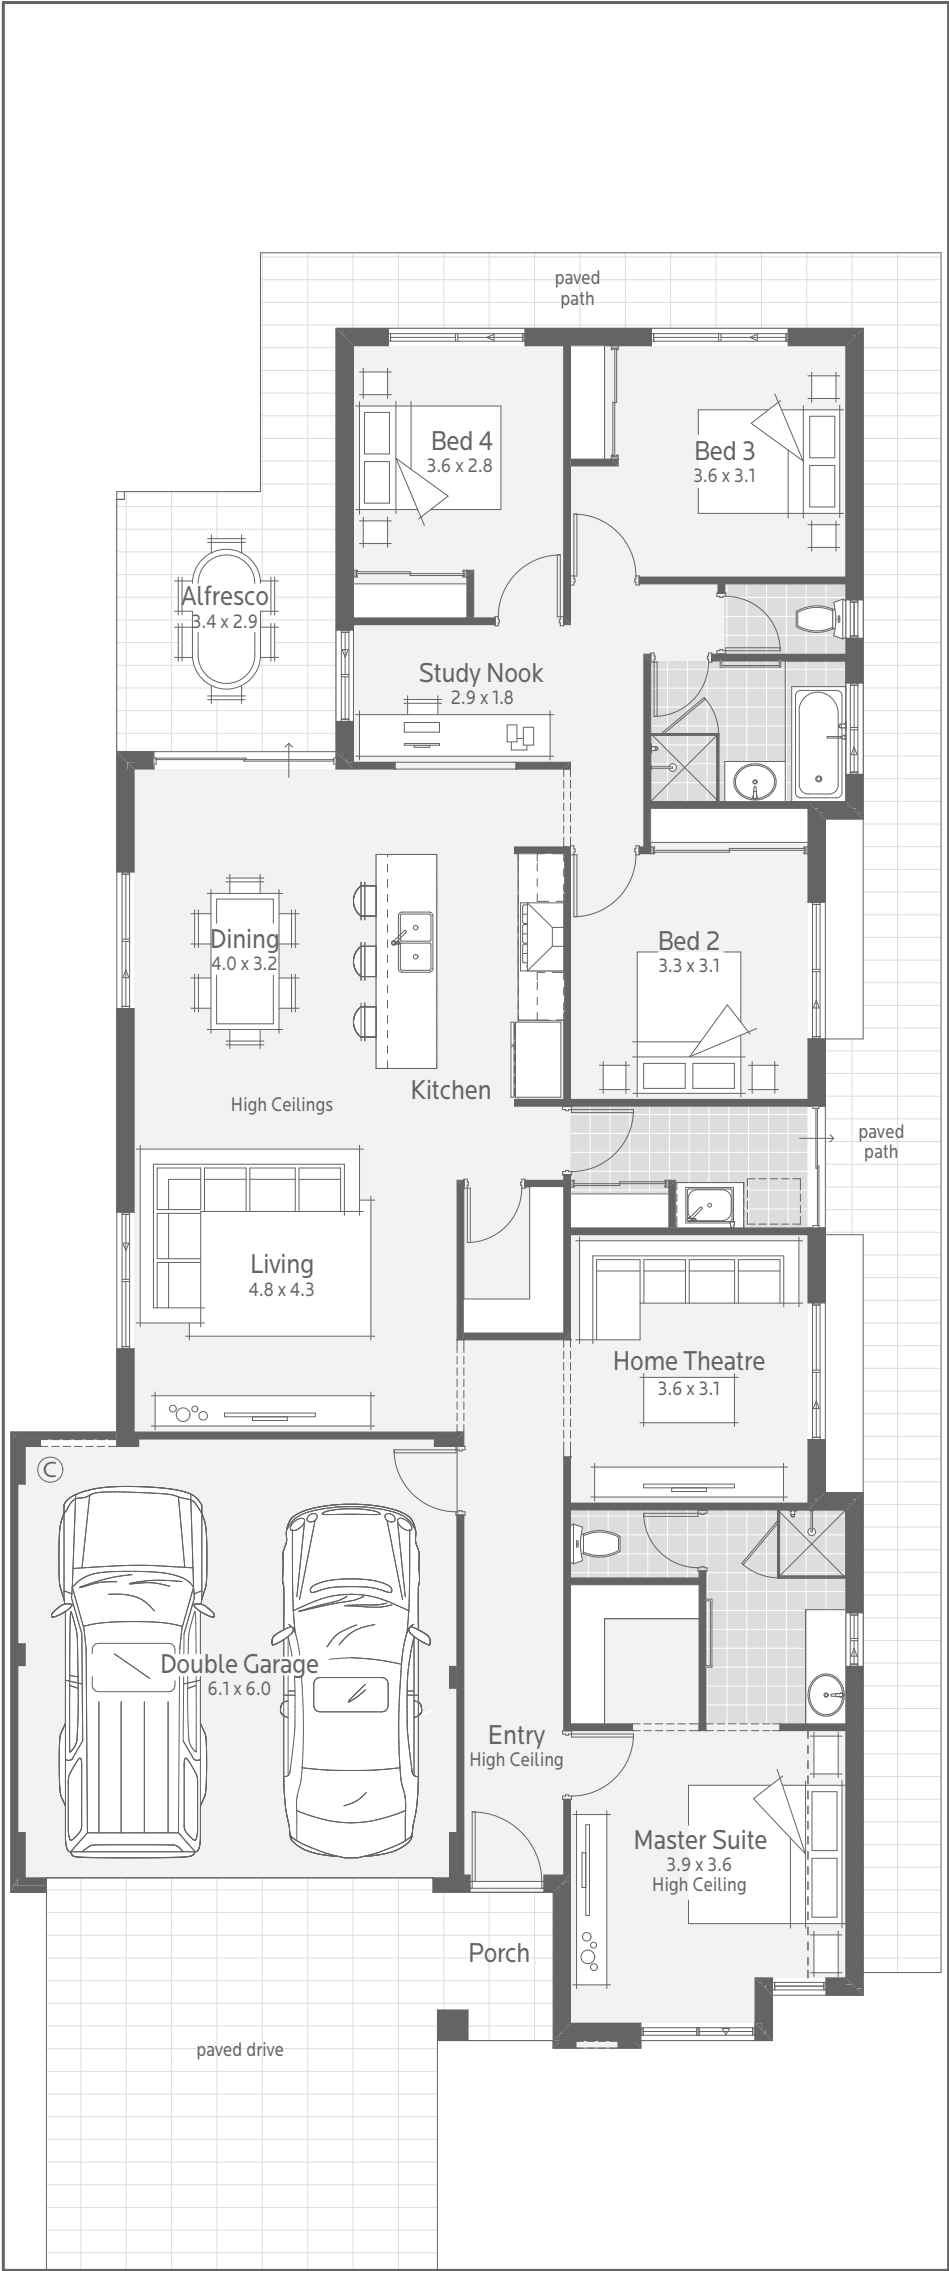 paved
path
Bed 4
3.6 x 2.8
Bed 3
3.6 x 3.1
Alfresco
3.4 x 2.9
Study Nook
2.9 x 1.8
Dining
4.0 x 3.2
Bed 2
3.3 x 3.1
Kitchen
High Ceilings
paved
path
Living
4.8 x 4.3
Home Theatre
3.6 x 3.1
C
Double Garage
6.1 x 6.0
Entry
High Ceiling
Master Suite
3.9 x 3.6
High Ceiling
Porch
paved drive